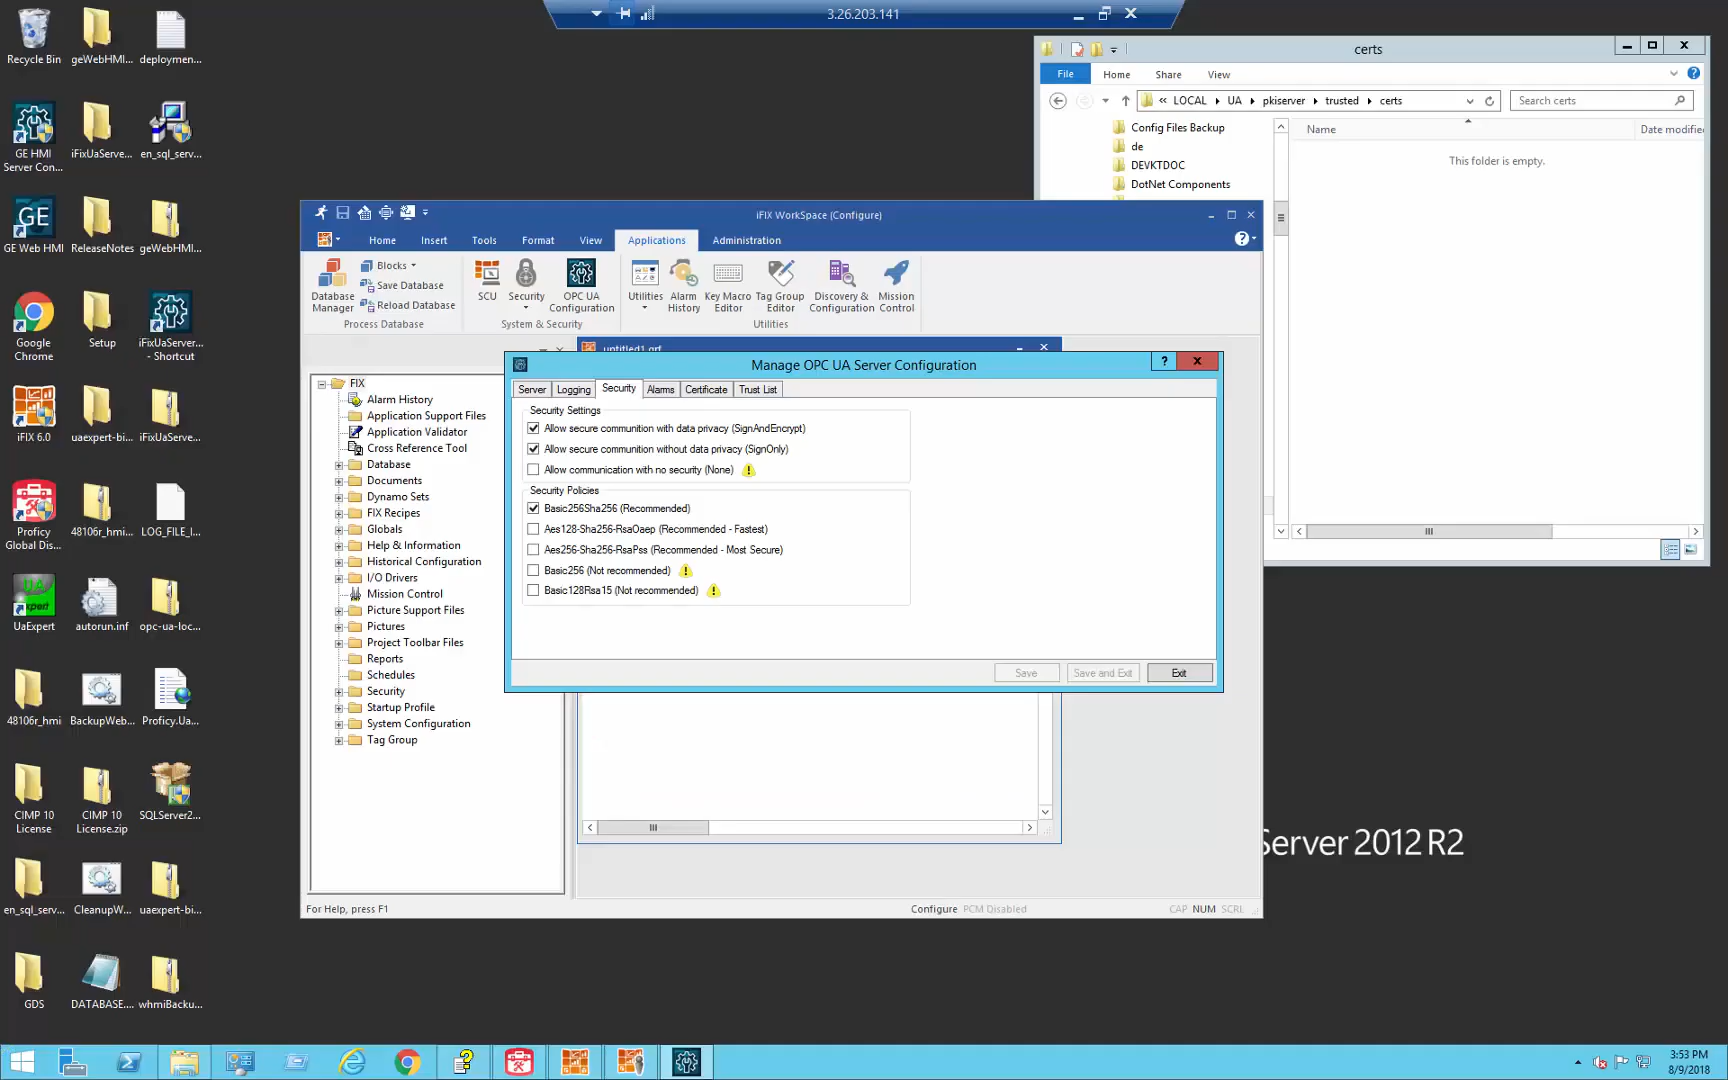 3.26.203.141
Recycle Bin
geWebHMI...
deploymen...
GE HMI
Server Con...
iFixUaServe...
en_sql_serv...
GE
GE Web HMI
ReleaseNotes
geWebHMI...
Google
Chrome
Setup
iFixUaServer...
- Shortcut
iFIX 6.0
uaexpert-bi...
iFixUaServe...
Proficy
Global Dis...
48106r_hmi...
LOG_FILE_I...
UA
expert
UaExpert
autorun.inf
opc-ua-loc...
48106r_hmi
BackupWeb...
Proficy.Ua...
CIMP 10
License
CIMP 10
License.zip
SQLServer2...
en_sql_serv...
CleanupW...
uaexpert-bi...
GDS
DATABASE....
whmiBacku...
certs
File
Home
Share
View
« LOCAL
UA
pkiserver
trusted
certs
Search certs
Config Files Backup
de
DEVKTDOC
DotNet Components
Name
Date modifie
This folder is empty.
iFIX WorkSpace (Configure)
Home
Insert
Tools
Format
View
Applications
Administration
Database
Manager
Blocks
Save Database
Reload Database
Process Database
SCU
Security
OPC UA
Configuration
System & Security
Utilities
Alarm
History
Key Macro
Editor
Tag Group
Editor
Discovery &
Configuration
Mission
Control
Utilities
untitled1.grf
FIX
Alarm History
Application Support Files
Application Validator
Cross Reference Tool
Database
Documents
Dynamo Sets
FIX Recipes
Globals
Help & Information
Historical Configuration
I/O Drivers
Mission Control
Picture Support Files
Pictures
Project Toolbar Files
Reports
Schedules
Security
Startup Profile
System Configuration
Tag Group
Manage OPC UA Server Configuration
?
Server
Logging
Security
Alarms
Certificate
Trust List
Security Settings
Allow secure communtion with data privacy (SignAndEncrypt)
Allow secure communtion without data privacy (SignOnly)
Allow communication with no security (None)
Security Policies
Basic256Sha256 (Recommended)
Aes128-Sha256-RsaOaep (Recommended - Fastest)
Aes256-Sha256-RsaPss (Recommended - Most Secure)
Basic256 (Not recommended)
Basic128Rsa15 (Not recommended)
Save
Save and Exit
Exit
For Help, press F1
Configure
PCM Disabled
CAP
NUM
SCRL
Server 2012 R2
3:53 PM
8/9/2018